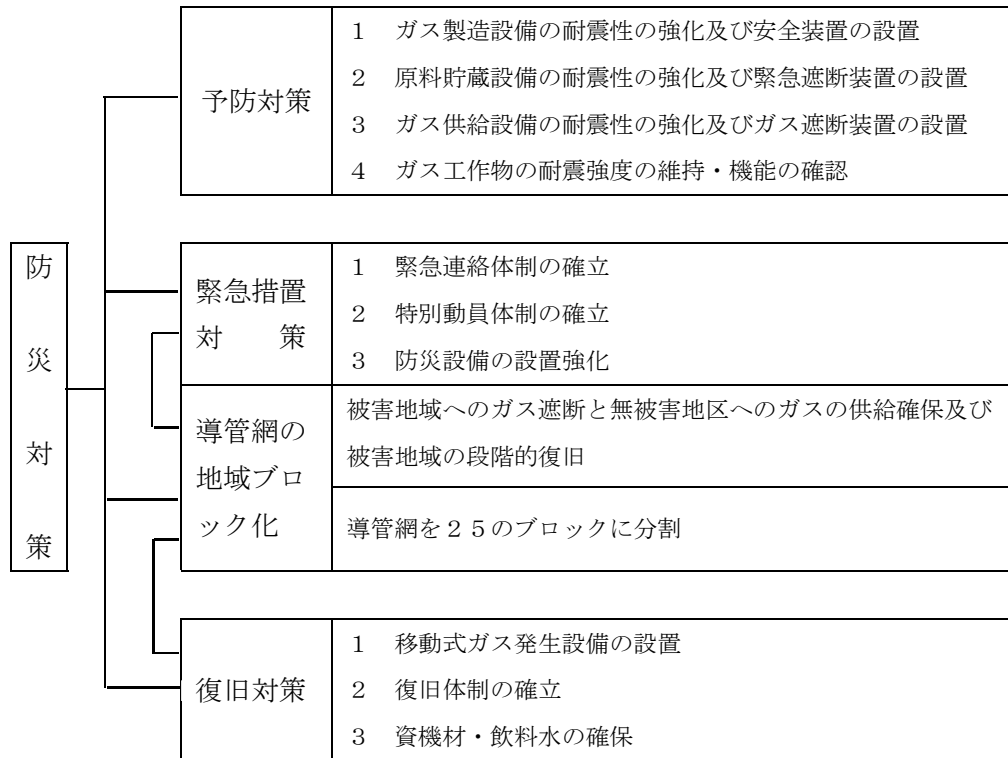 防災対策
予防対策
１　ガス製造設備の耐震性の強化及び安全装置の設置
２　原料貯蔵設備の耐震性の強化及び緊急遮断装置の設置
３　ガス供給設備の耐震性の強化及びガス遮断装置の設置
４　ガス工作物の耐震強度の維持・機能の確認
緊急措置
対　　策
１　緊急連絡体制の確立
２　特別動員体制の確立
３　防災設備の設置強化
導管網の
地域ブロ
ック化
被害地域へのガス遮断と無被害地区へのガスの供給確保及び
被害地域の段階的復旧
導管網を２５のブロックに分割
復旧対策
１　移動式ガス発生設備の設置
２　復旧体制の確立
３　資機材・飲料水の確保